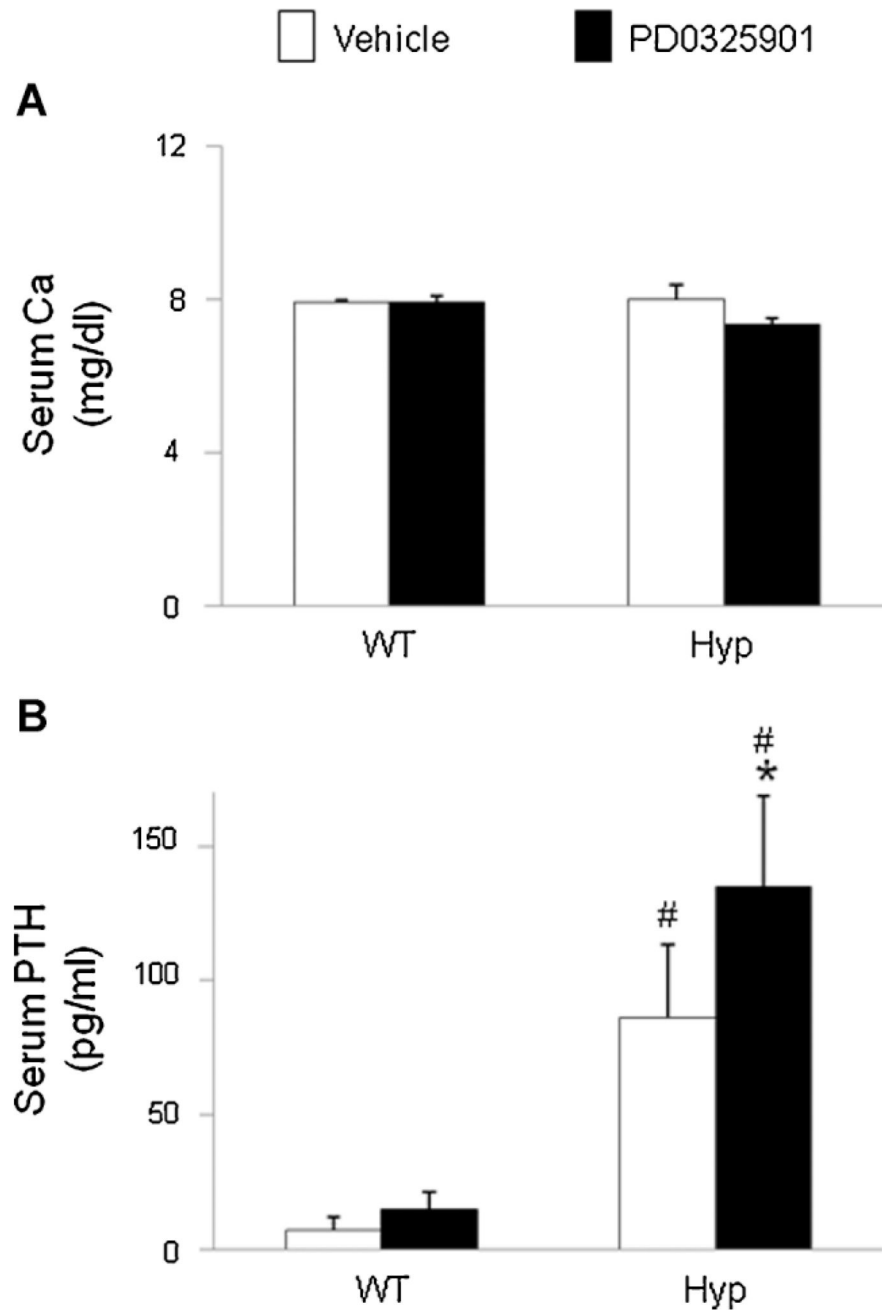 Vehicle PD0325901
A
Serum Ca
(mg/dl)
12
8
4
0
WT Hyp
B
Serum PTH
(pg/ml)
150
100
50
0
#
#
*
WT Hyp